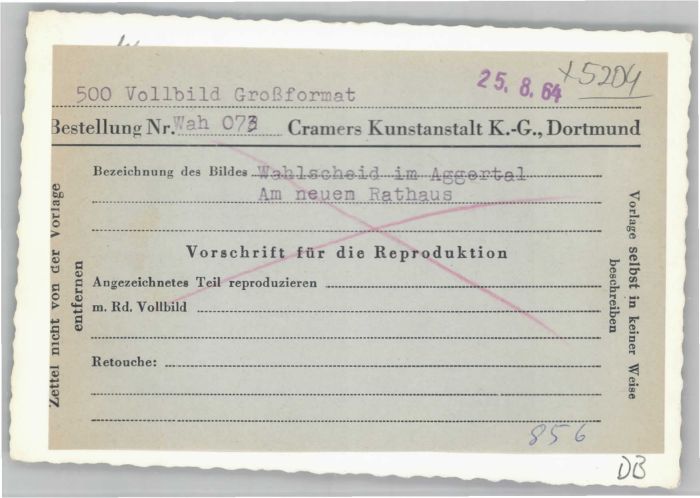 25. 8. 64 +5204
500 Vollbild Großformat
Bestellung Nr. Wah 073 Cramers Kunstanstalt K.-G., Dortmund
Bezeichnung des Bildes Wahlscheid im Aggertal
Am neuen Rathaus
Vorschrift für die Reproduktion
Angezeichnetes Teil reproduzieren
m. Rd. Vollbild
Retouche:
Zettel nicht von der Vorlage
entfernen
Vorlage selbst in keiner Weise
beschreiben
856
DB